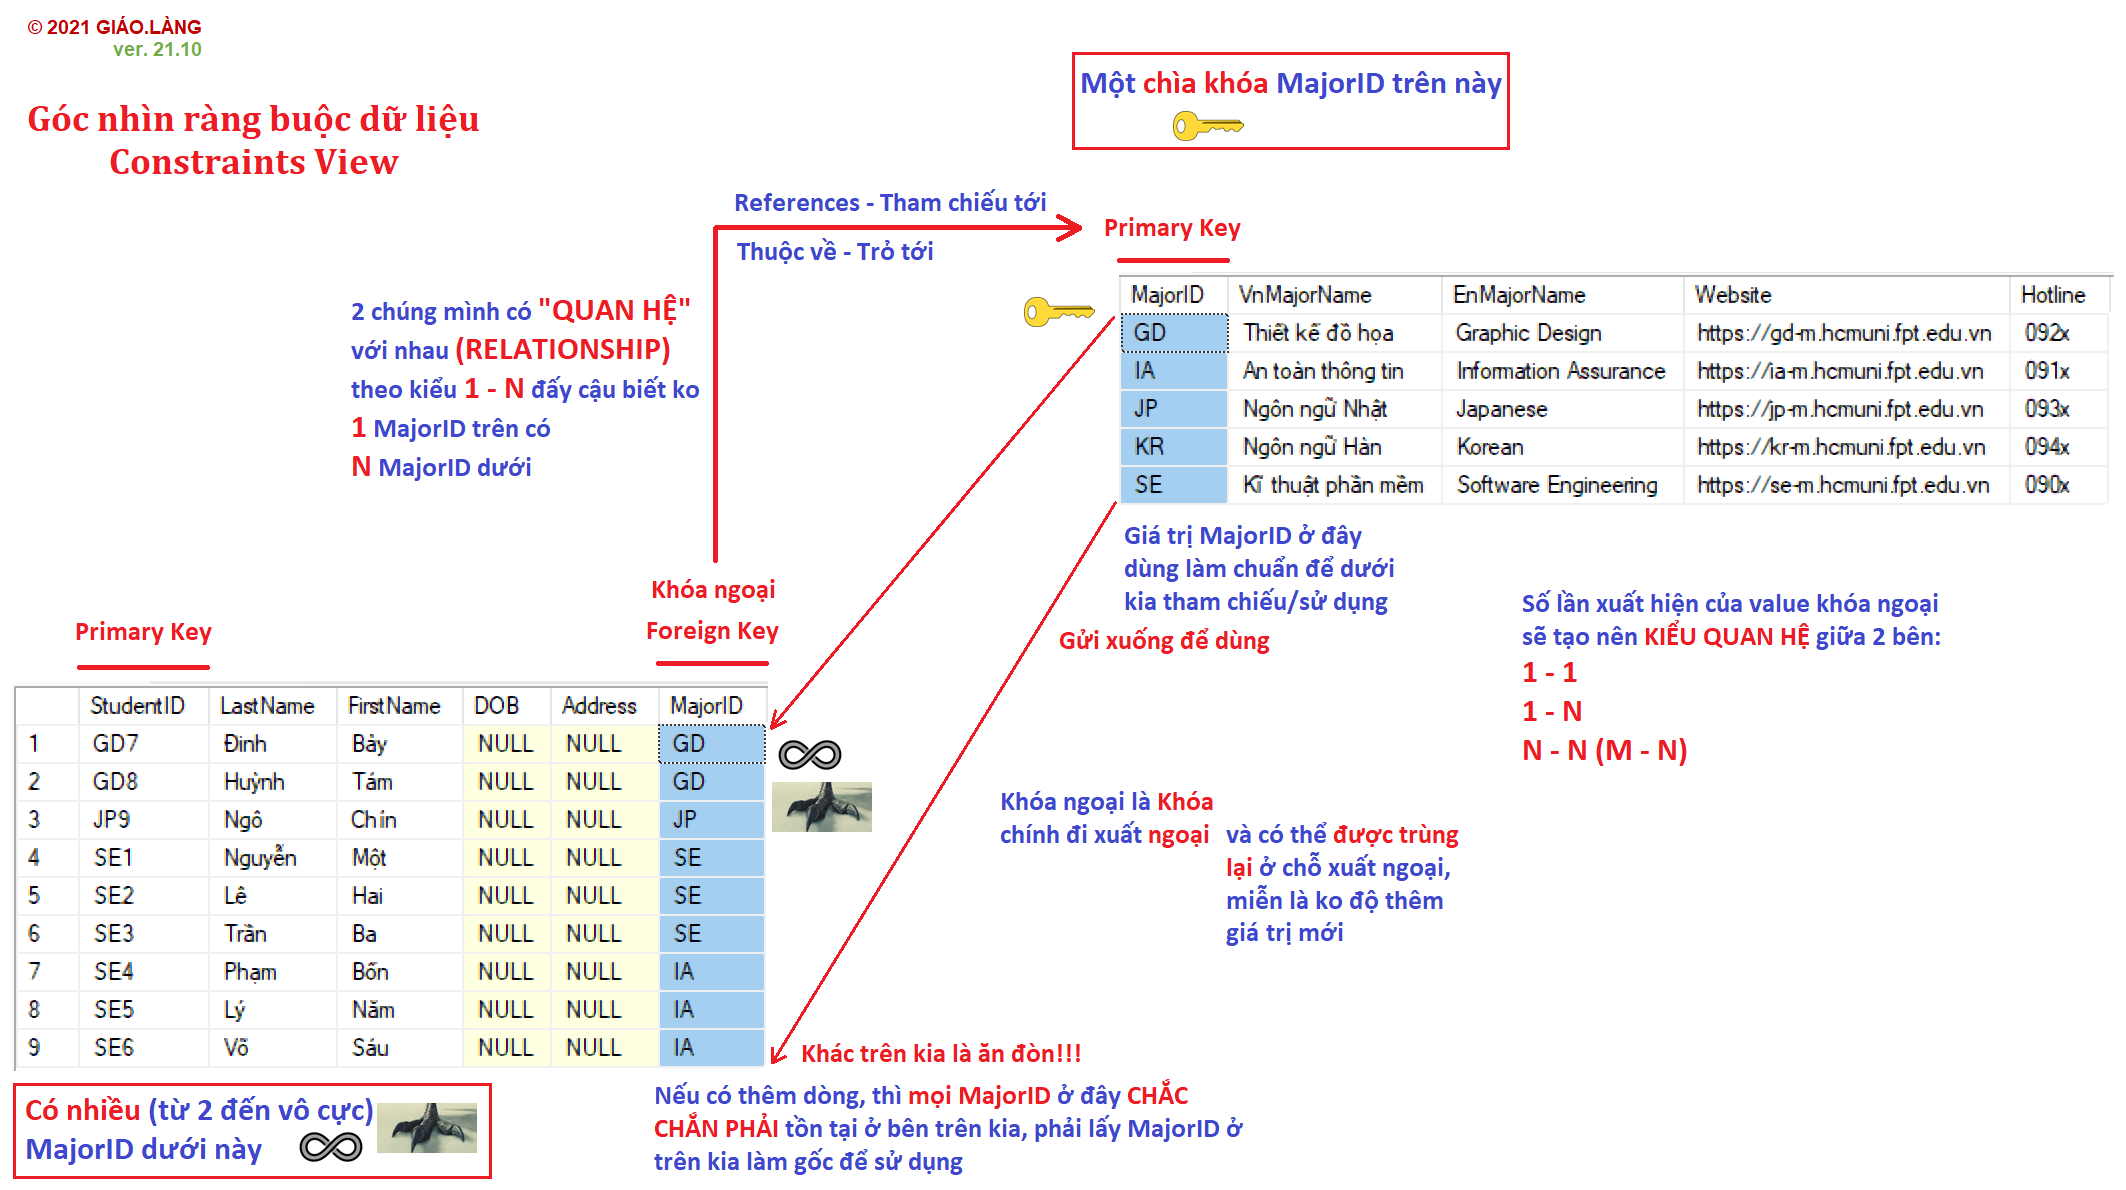 © 2021 GIÁO.LÀNG
ver. 21.10
Góc nhìn ràng buộc dữ liệu
Constraints View
Một chìa khóa MajorID trên này
References - Tham chiếu tới
Thuộc về - Trỏ tới
2 chúng mình có "QUAN HỆ"
với nhau (RELATIONSHIP)
theo kiểu 1 - N đấy cậu biết ko
1 MajorID trên có
N MajorID dưới
Primary Key
MajorID VnMajorName EnMajorName Website Hotline
GD Thiết kế đồ họa Graphic Design https://gd-m.hcmuni.fpt.edu.vn 092x
IA An toàn thông tin Information Assurance https://ia-m.hcmuni.fpt.edu.vn 091x
JP Ngôn ngữ Nhật Japanese https://jp-m.hcmuni.fpt.edu.vn 093x
KR Ngôn ngữ Hàn Korean https://kr-m.hcmuni.fpt.edu.vn 094x
SE Kĩ thuật phần mềm Software Engineering https://se-m.hcmuni.fpt.edu.vn 090x
Giá trị MajorID ở đây
dùng làm chuẩn để dưới
kia tham chiếu/sử dụng
Gửi xuống để dùng
Số lần xuất hiện của value khóa ngoại
sẽ tạo nên KIỂU QUAN HỆ giữa 2 bên:
1 - 1
1 - N
N - N (M - N)
Khóa ngoại
Foreign Key
Primary Key
StudentID LastName FirstName DOB Address MajorID
1 GD7 Đinh Bảy NULL NULL GD
2 GD8 Huỳnh Tám NULL NULL GD
3 JP9 Ngô Chín NULL NULL JP
4 SE1 Nguyễn Một NULL NULL SE
5 SE2 Lê Hai NULL NULL SE
6 SE3 Trần Ba NULL NULL SE
7 SE4 Phạm Bốn NULL NULL IA
8 SE5 Lý Năm NULL NULL IA
9 SE6 Võ Sáu NULL NULL IA
Khóa ngoại là Khóa
chính đi xuất ngoại
và có thể được trùng
lại ở chỗ xuất ngoại,
miễn là ko độ thêm
giá trị mới
Khác trên kia là ăn đòn!!!
Nếu có thêm dòng, thì mọi MajorID ở đây CHẮC
CHẮN PHẢI tồn tại ở bên trên kia, phải lấy MajorID ở
trên kia làm gốc để sử dụng
Có nhiều (từ 2 đến vô cực)
MajorID dưới này